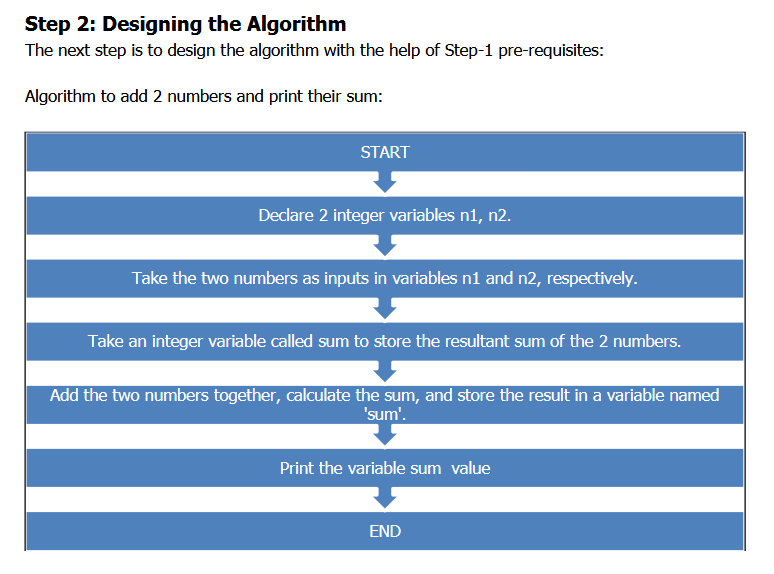 Step 2: Designing the Algorithm
The next step is to design the algorithm with the help of Step-1 pre-requisites:
Algorithm to add 2 numbers and print their sum:
START
Declare 2 integer variables n1, n2.
Take the two numbers as inputs in variables n1 and n2, respectively.
Take an integer variable called sum to store the resultant sum of the 2 numbers.
Add the two numbers together, calculate the sum, and store the result in a variable named
'sum'.
Print the variable sum  value
END